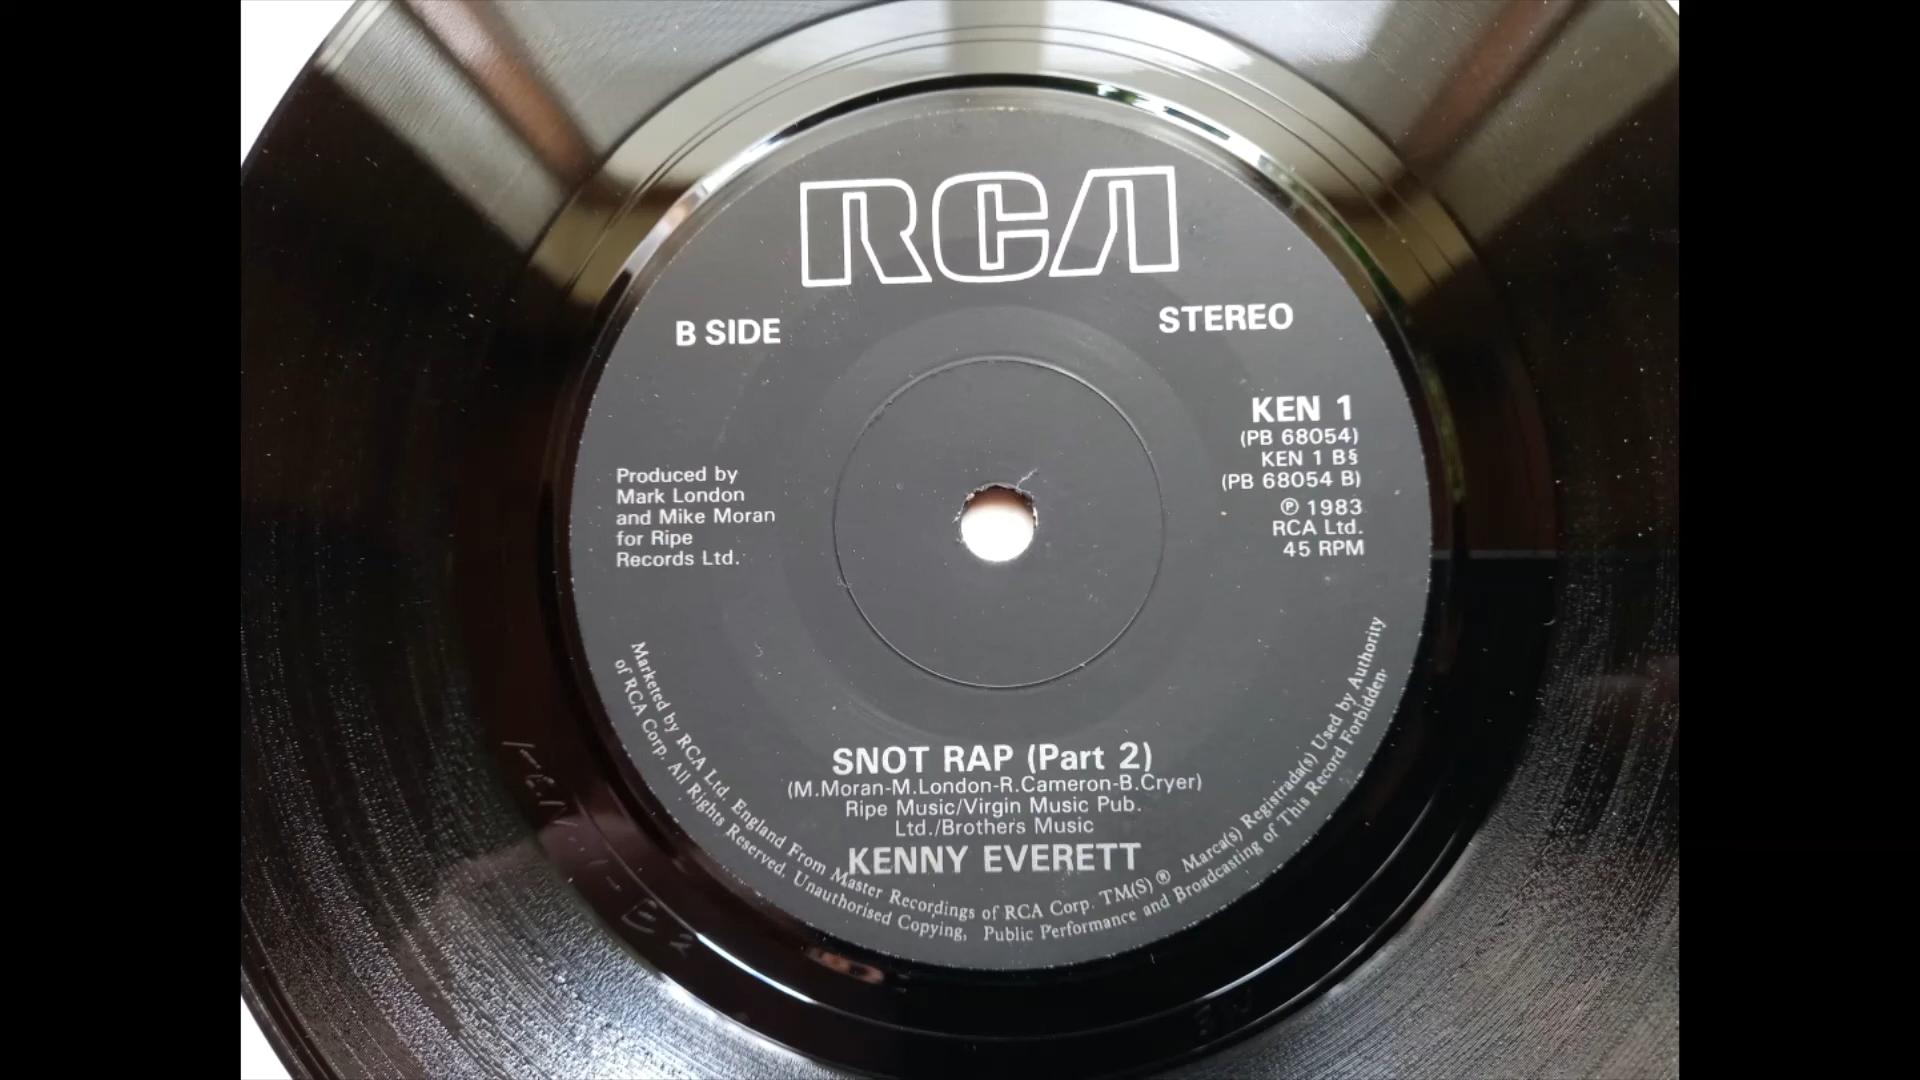 RCA
B SIDE
STEREO
KEN 1
(PB 68054)
KEN 1 B§
(PB 68054 B)
℗ 1983
RCA Ltd.
45 RPM
Produced by
Mark London
and Mike Moran
for Ripe
Records Ltd.
SNOT RAP (Part 2)
(M.Moran-M.London-R.Cameron-B.Cryer)
Ripe Music/Virgin Music Pub.
Ltd./Brothers Music
KENNY EVERETT
Marketed by RCA Ltd. England From Master Recordings of RCA Corp. TM(S) ® Marca(s) Registrada(s) Used by Authority
of RCA Corp. All Rights Reserved. Unauthorised Copying, Public Performance and Broadcasting of This Record Forbidden.